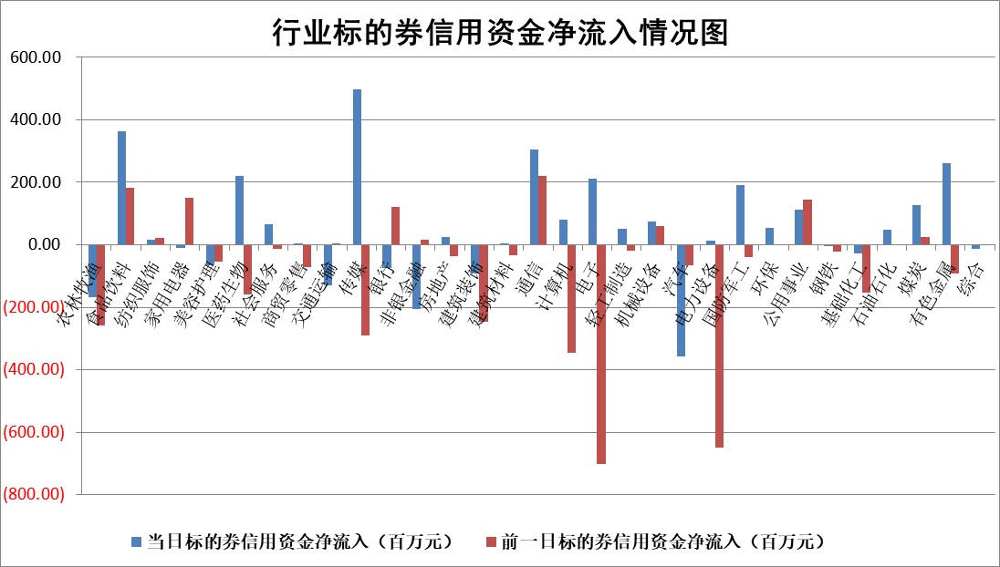 行业标的券信用资金净流入情况图
600.00
400.00
200.00
0.00
(200.00)
(400.00)
(600.00)
(800.00)
农林牧渔
食品饮料
纺织服饰
家用电器
美容护理
医药生物
社会服务
商贸零售
交通运输
传媒
银行
非银金融
房地产
建筑装饰
建筑材料
通信
计算机
电子
轻工制造
机械设备
汽车
电力设备
国防军工
环保
公用事业
钢铁
基础化工
石油石化
煤炭
有色金属
综合
当日标的券信用资金净流入（百万元）
前一日标的券信用资金净流入（百万元）